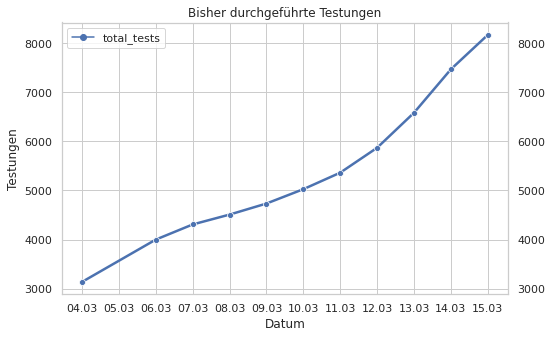 Bisher durchgeführte Testungen
total_tests
8000 8000
7000 7000
6000 6000
Testungen
5000 5000
4000 4000
3000 3000
04.03 05.03 06.03 07.03 08.03 09.03 10.03 11.03 12.03 13.03 14.03 15.03
Datum